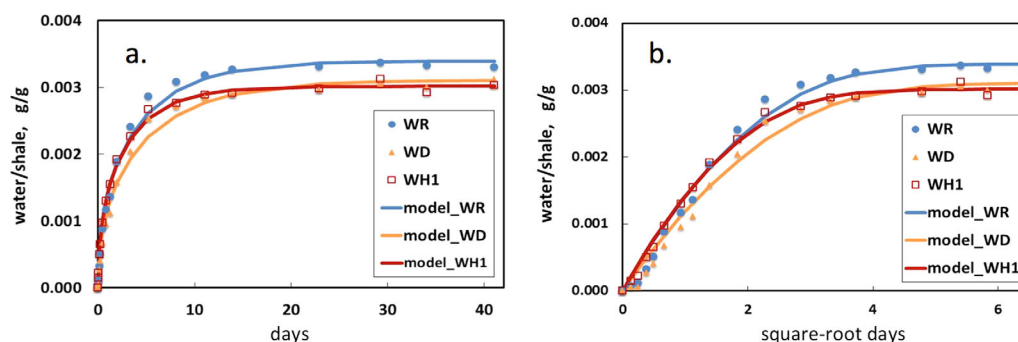 a.
water/shale, g/g
0.004
0.003
0.002
0.001
0.000
0
10
20
30
40
days
WR
WD
WH1
model_WR
model_WD
model_WH1
b.
water/shale, g/g
0.004
0.003
0.002
0.001
0.000
0
2
4
6
square-root days
WR
WD
WH1
model_WR
model_WD
model_WH1